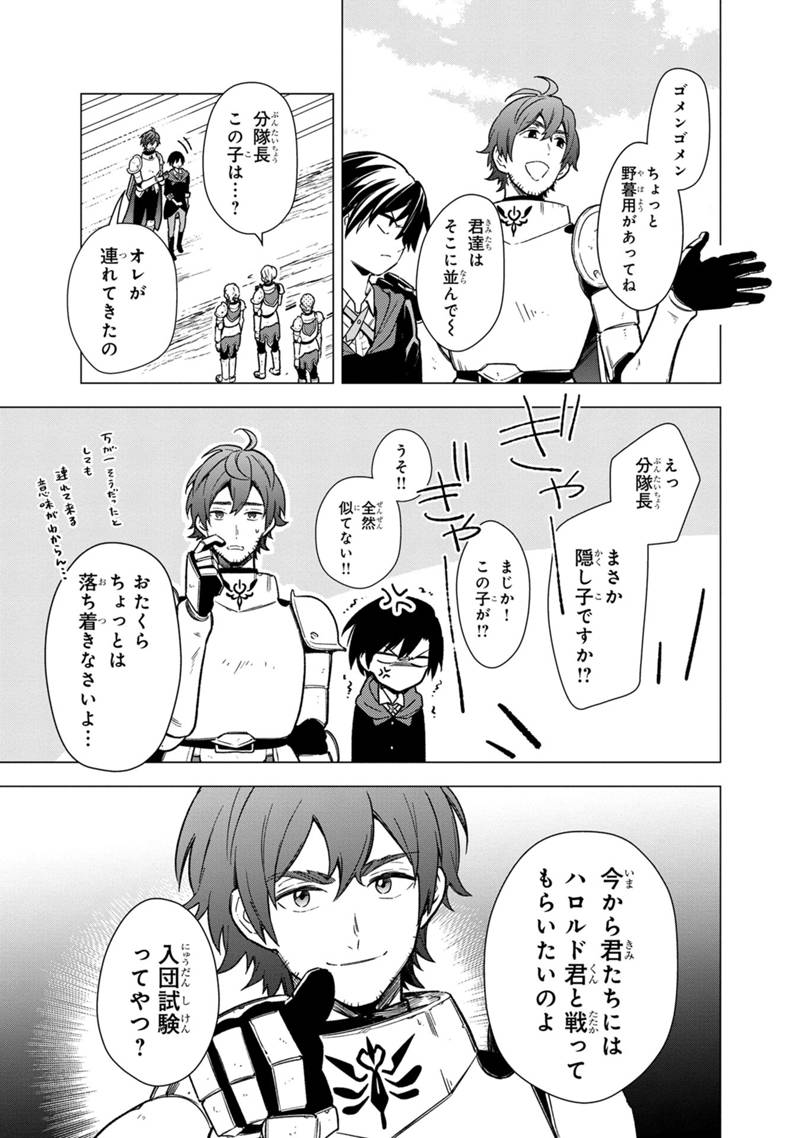 ゴメンゴメン
ちょっと
野暮用があってね
君達は
そこに並んで〜
分隊長
この子は…?
オレが
連れてきたの
えっ
分隊長
まさか
隠し子ですか!?
まじか!
この子が!?
うそ!!
全然
似てない!!
ギャ
ギャ
おたくら
ちょっとは
落ち着きなさいよ…
万が一そうだったと
しても
連れて来る
意味がわからん…
今から君たちには
ハロルド君と戦って
もらいたいのよ
入団試験
ってやつ?